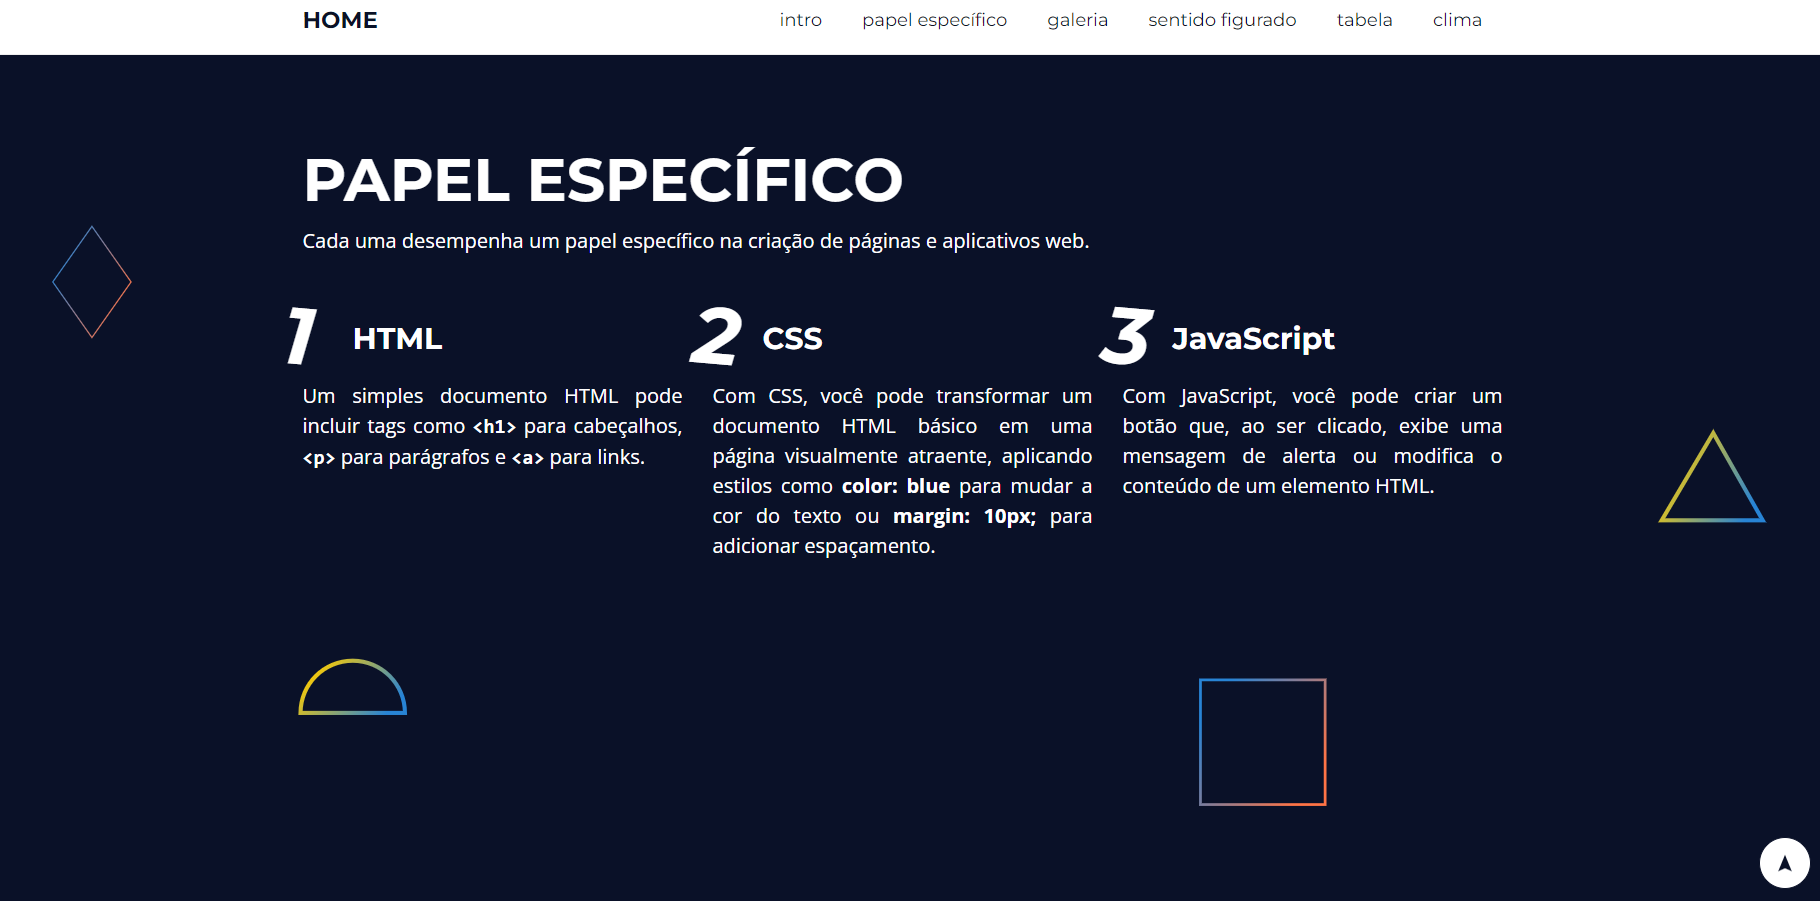 HOME
intro papel específico galeria sentido figurado tabela clima
PAPEL ESPECÍFICO
Cada uma desempenha um papel específico na criação de páginas e aplicativos web.
1 HTML
Um simples documento HTML pode
incluir tags como <h1> para cabeçalhos,
<p> para parágrafos e <a> para links.
2 CSS
Com CSS, você pode transformar um
documento HTML básico em uma
página visualmente atraente, aplicando
estilos como color: blue para mudar a
cor do texto ou margin: 10px; para
adicionar espaçamento.
3 JavaScript
Com JavaScript, você pode criar um
botão que, ao ser clicado, exibe uma
mensagem de alerta ou modifica o
conteúdo de um elemento HTML.